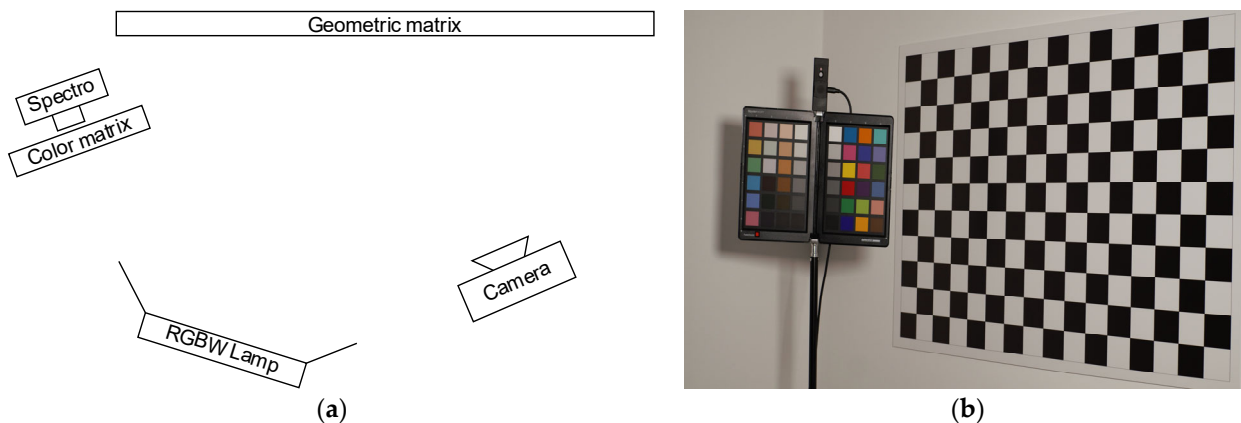 Geometric matrix
Spectro
Color matrix
Camera
RGBW Lamp
(a)
(b)